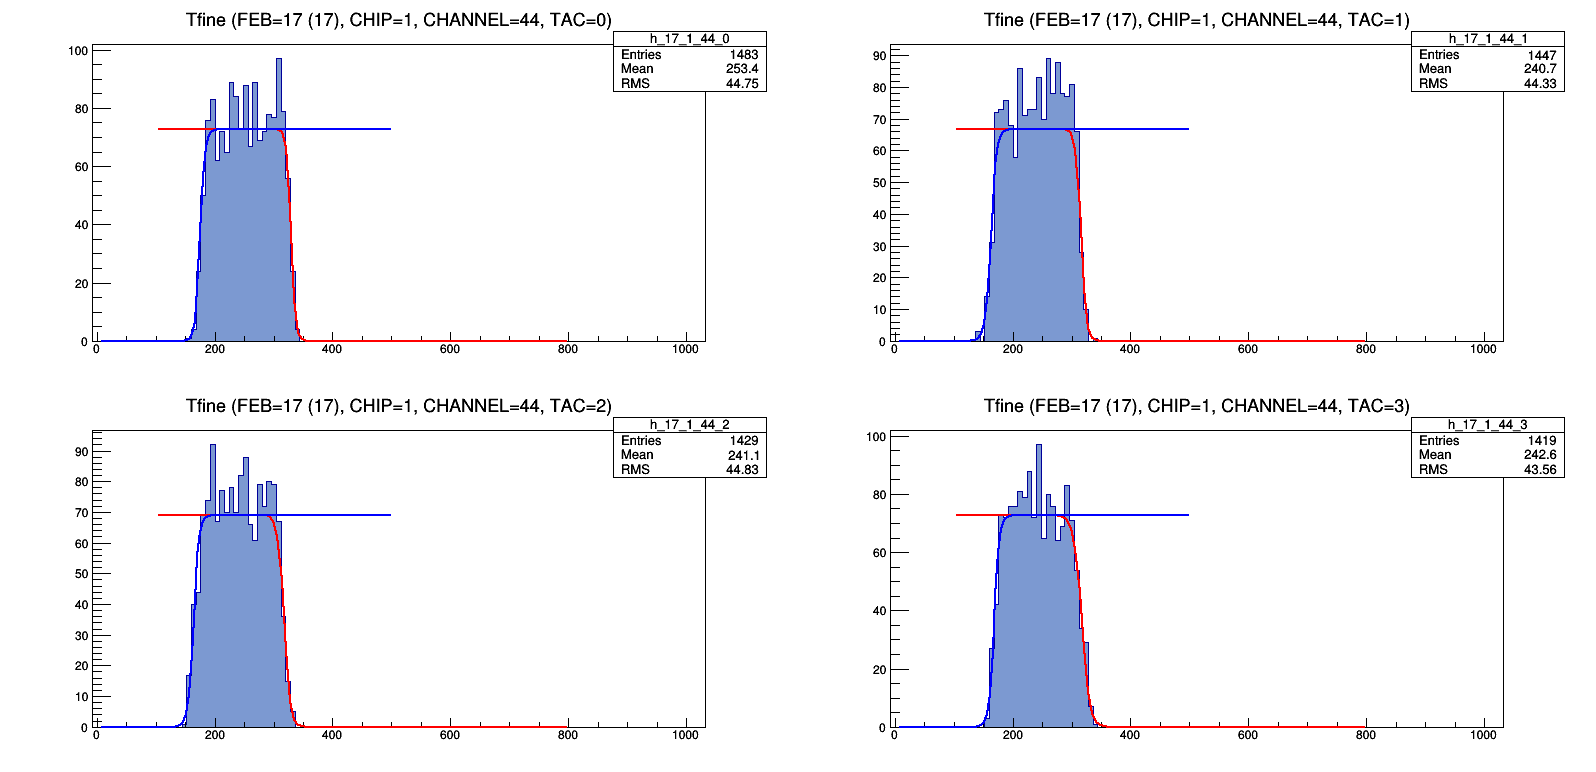 Tfine (FEB=17 (17), CHIP=1, CHANNEL=44, TAC=0)
h_17_1_44_0
Entries 1483
Mean 253.4
RMS 44.75
100
80
60
40
20
0
0 200 400 600 800 1000
Tfine (FEB=17 (17), CHIP=1, CHANNEL=44, TAC=1)
h_17_1_44_1
Entries 1447
Mean 240.7
RMS 44.33
90
80
70
60
50
40
30
20
10
0
0 200 400 600 800 1000
Tfine (FEB=17 (17), CHIP=1, CHANNEL=44, TAC=2)
h_17_1_44_2
Entries 1429
Mean 241.1
RMS 44.83
90
80
70
60
50
40
30
20
10
0
0 200 400 600 800 1000
Tfine (FEB=17 (17), CHIP=1, CHANNEL=44, TAC=3)
h_17_1_44_3
Entries 1419
Mean 242.6
RMS 43.56
100
80
60
40
20
0
0 200 400 600 800 1000